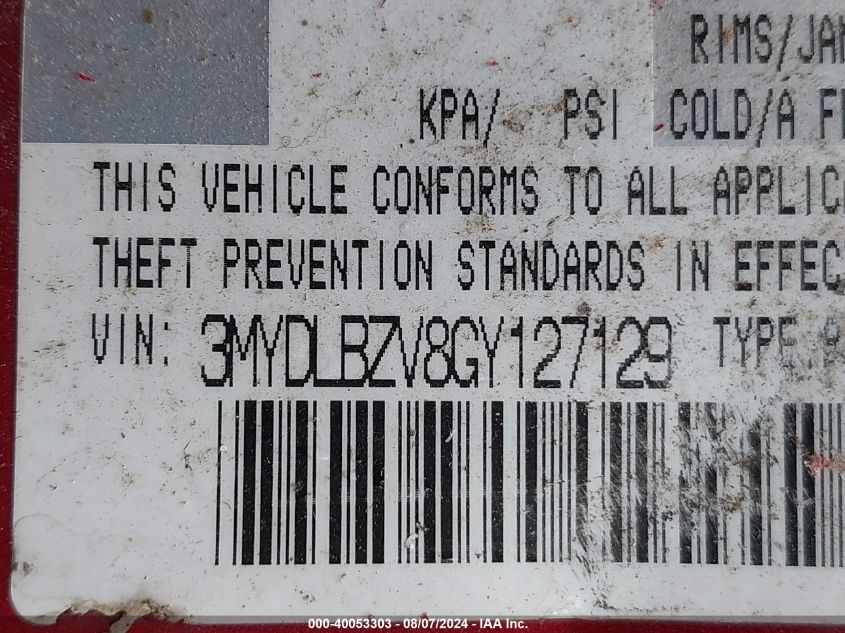 RIMS/JAN
KPA/ PSI COLD/A F
THIS VEHICLE CONFORMS TO ALL APPLIC
THEFT PREVENTION STANDARDS IN EFFEC
VIN: 3MYDLBZV8GY127129 TYPE:
000-40053303 - 08/07/2024 - IAA Inc.